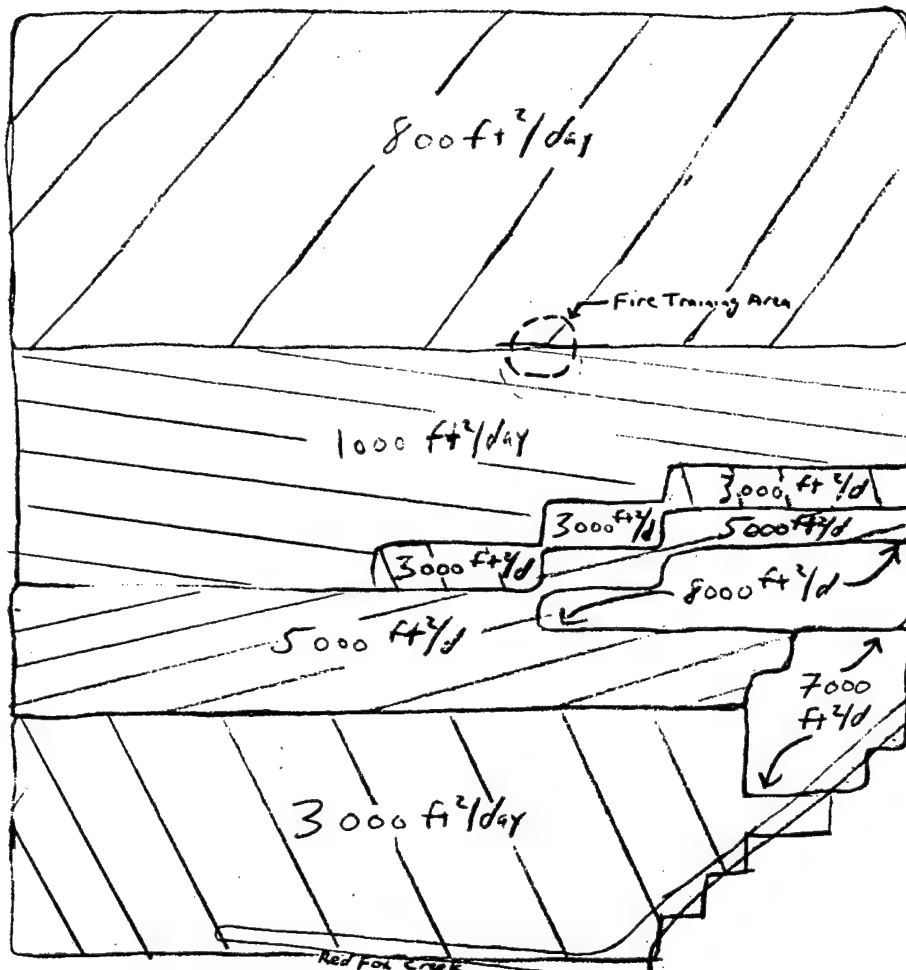 800 ft²/day
Fire Training Area
1000 ft²/day
3000 ft²/d
3000 ft²/d
5000 ft²/d
3000 ft²/d
8000 ft²/d
5000 ft²/d
7000
ft²/d
3000 ft²/day
Red Fox Creek